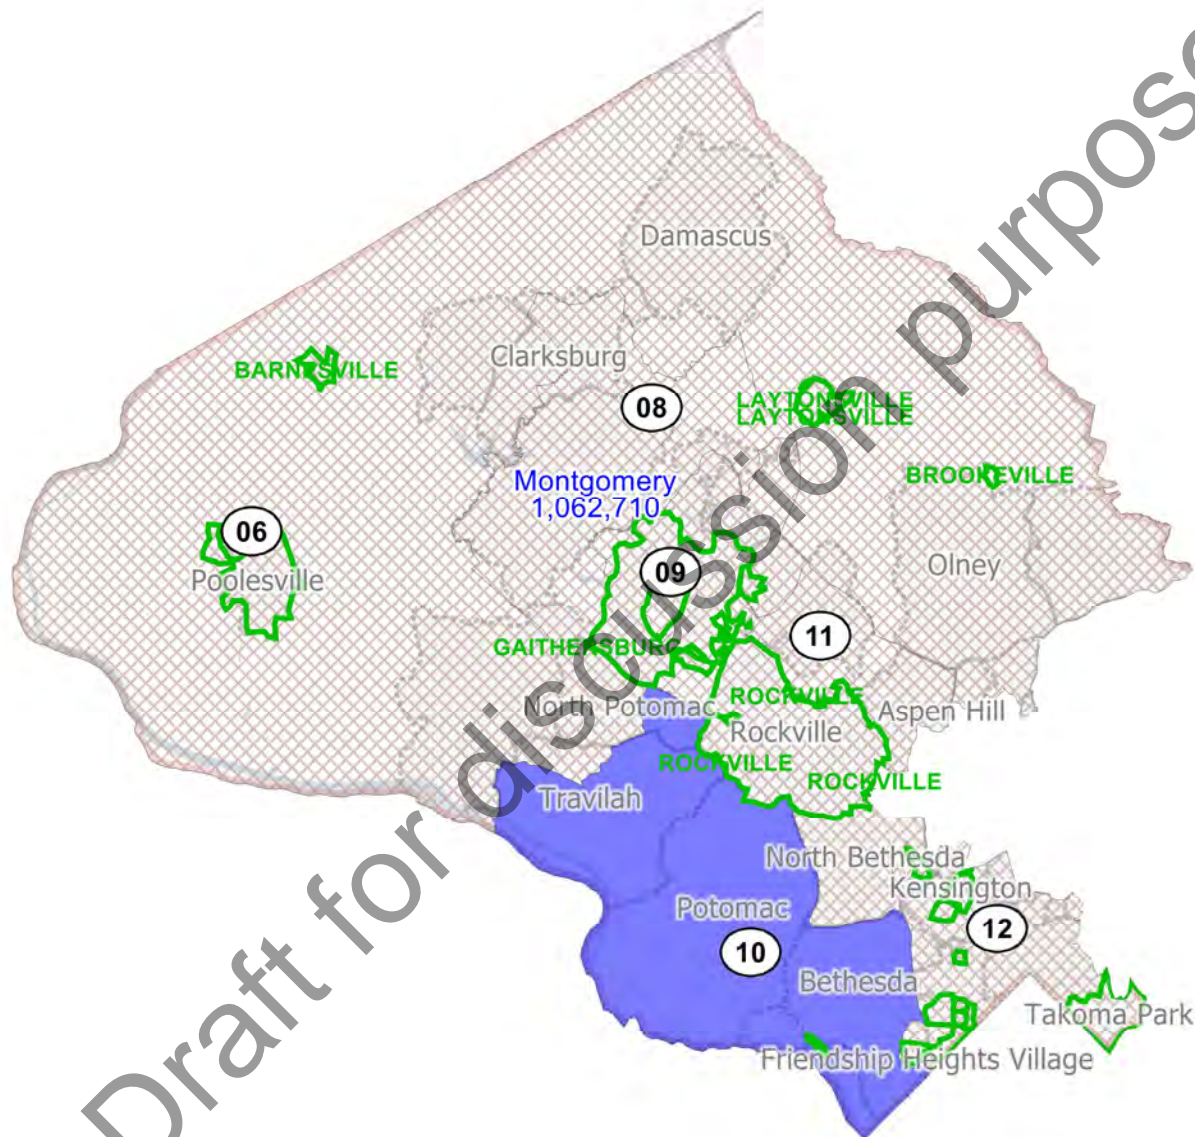 Draft for discussion purpose
Damascus
Clarksburg
BARNESVILLE
08
LAYTONSVILLE
LAYTONSVILLE
BROOKEVILLE
Montgomery
1,062,710
06
Poolesville
09
Olney
11
GAITHERSBURG
North Potomac
ROCKVILLE
Aspen Hill
Rockville
ROCKVILLE
ROCKVILLE
Travilah
North Bethesda
Kensington
Potomac
12
10
Bethesda
Takoma Park
Friendship Heights Village